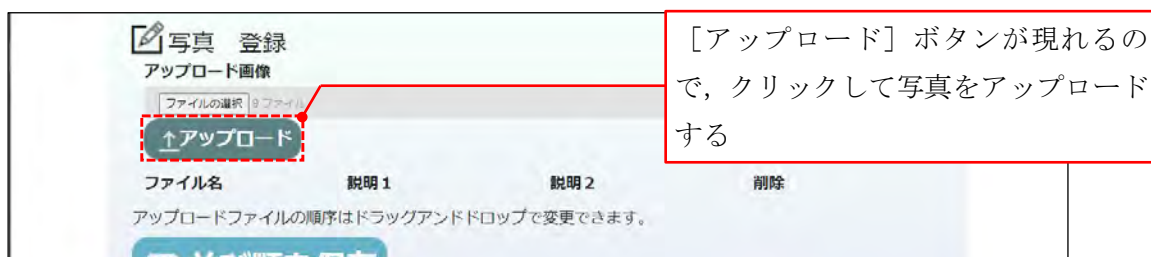 写真　登録
アップロード画像
ファイルの選択 9 ファイル
アップロード
ファイル名 説明1 説明2 削除
アップロードファイルの順序はドラッグアンドドロップで変更できます。
［アップロード］ボタンが現れるの
で，クリックして写真をアップロード
する